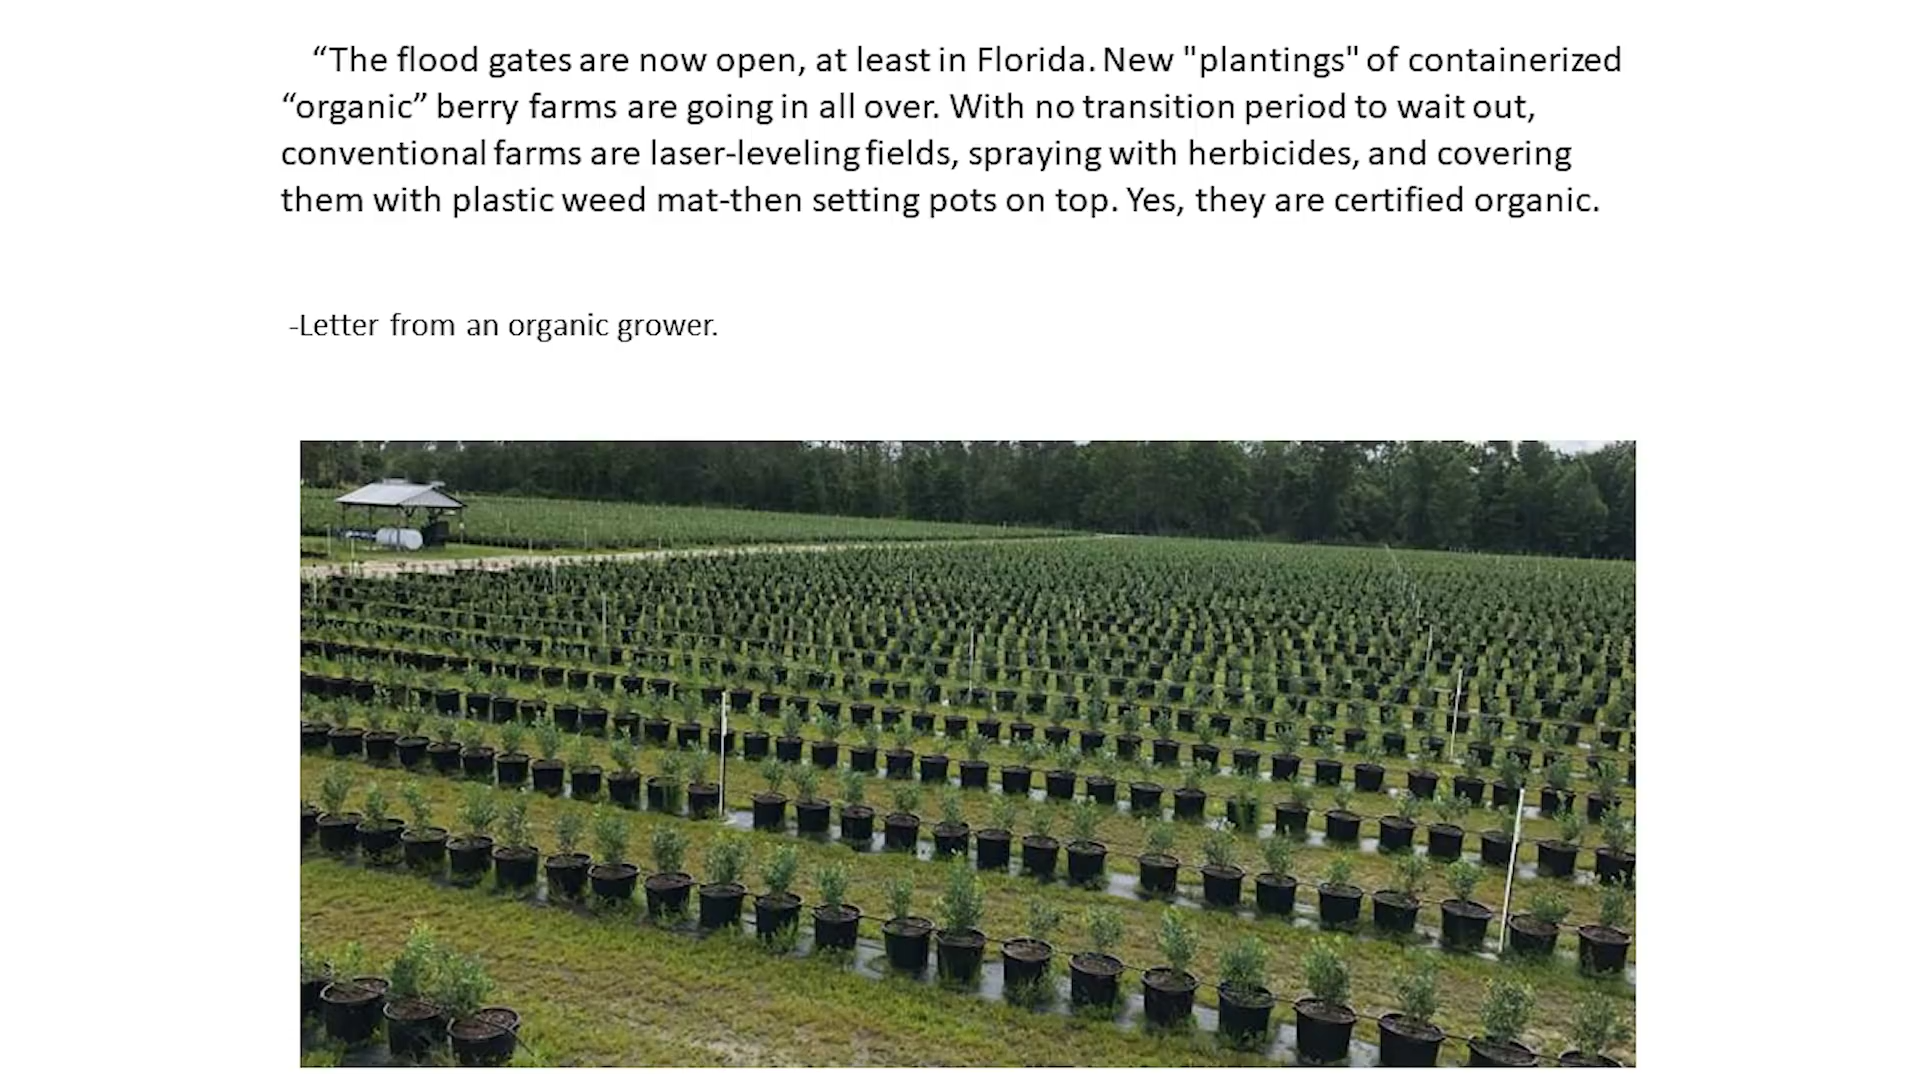 “The flood gates are now open, at least in Florida. New "plantings" of containerized
“organic” berry farms are going in all over. With no transition period to wait out,
conventional farms are laser-leveling fields, spraying with herbicides, and covering
them with plastic weed mat-then setting pots on top. Yes, they are certified organic.
-Letter from an organic grower.